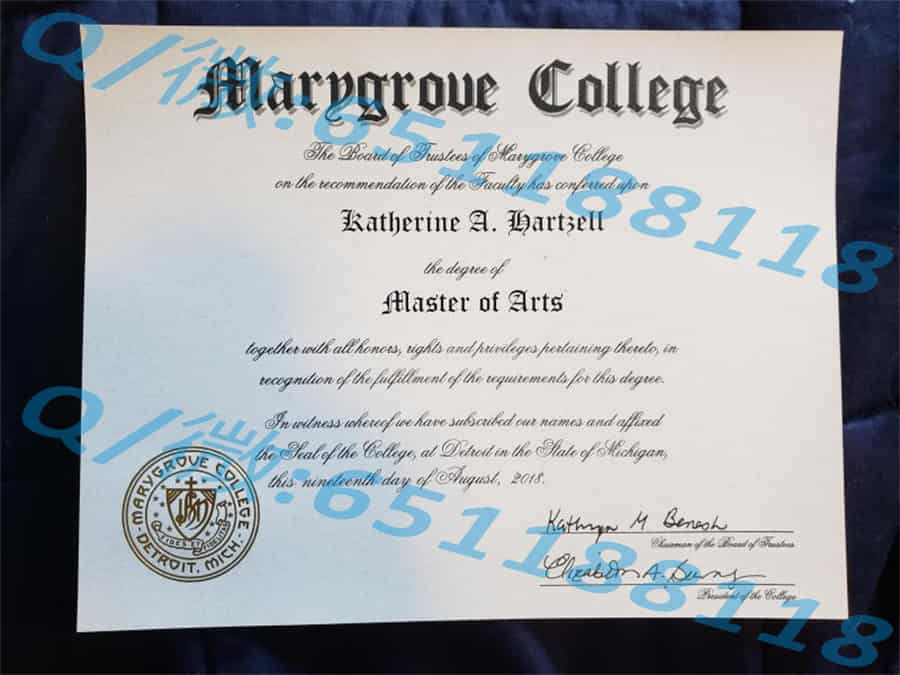 Marygrove College
The Board of Trustees of Marygrove College
on the recommendation of the Faculty has conferred upon
Katherine A. Hartzell
the degree of
Master of Arts
together with all honors, rights and privileges pertaining thereto, in
recognition of the fulfillment of the requirements for this degree.
In witness whereof we have subscribed our names and affixed
the Seal of the College, at Detroit in the State of Michigan,
this nineteenth day of August, 2018.
MARYGROVE COLLEGE
DETROIT, MICH.
Kathryn M Benesh
Chairman of the Board of Trustees
Elizabeth A. Burns
President of the College
Q/微:651188118
Q/微:651188118